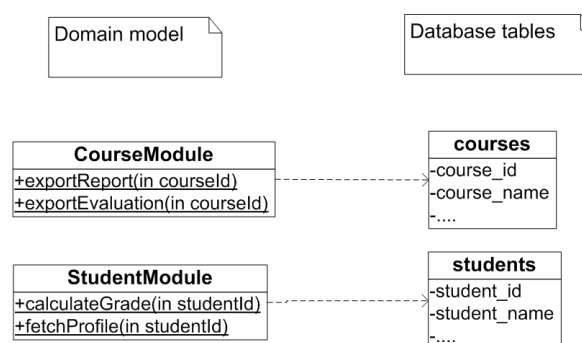 Domain model
Database tables
CourseModule
+exportReport(in courseId)
+exportEvaluation(in courseId)
courses
-course_id
-course_name
-....
StudentModule
+calculateGrade(in studentId)
+fetchProfile(in studentId)
students
-student_id
-student_name
-....